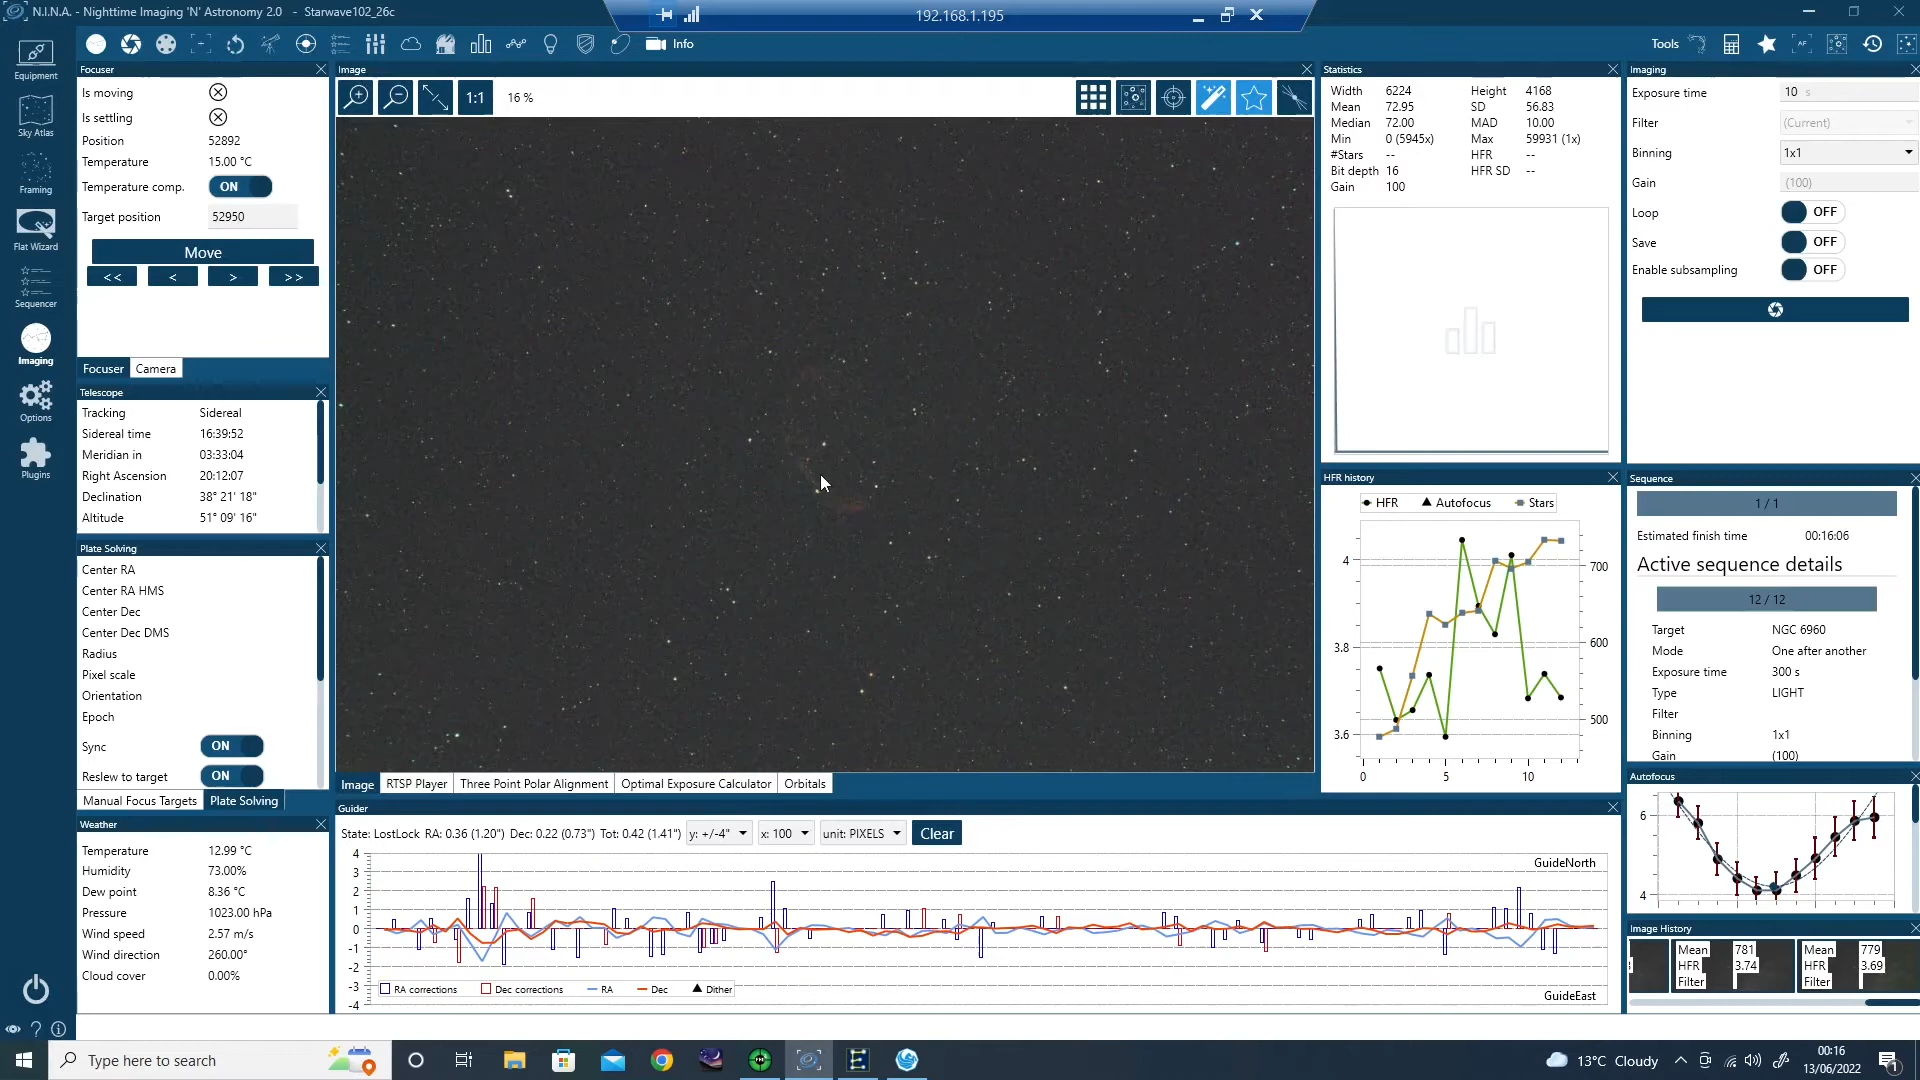 N.I.N.A. - Nighttime Imaging 'N' Astronomy 2.0 - Starwave102_26c
192.168.1.195
Info
Tools
Equipment
Sky Atlas
Framing
Flat Wizard
Sequencer
Imaging
Options
Plugins
Focuser
Is moving
Is settling
Position 52892
Temperature 15.00 °C
Temperature comp. ON
Target position 52950
Move
<< < > >>
Focuser Camera
Telescope
Tracking Sidereal
Sidereal time 16:39:52
Meridian in 03:33:04
Right Ascension 20:12:07
Declination 38° 21' 18"
Altitude 51° 09' 16"
Plate Solving
Center RA
Center RA HMS
Center Dec
Center Dec DMS
Radius
Pixel scale
Orientation
Epoch
Sync ON
Reslew to target ON
Manual Focus Targets Plate Solving
Weather
Temperature 12.99 °C
Humidity 73.00%
Dew point 8.36 °C
Pressure 1023.00 hPa
Wind speed 2.57 m/s
Wind direction 260.00°
Cloud cover 0.00%
Image
1:1 16 %
Image RTSP Player Three Point Polar Alignment Optimal Exposure Calculator Orbitals
Guider
State: LostLock RA: 0.36 (1.20") Dec: 0.22 (0.73") Tot: 0.42 (1.41") y: +/-4" x: 100 unit: PIXELS Clear
4
3
2
1
0
-1
-2
-3
-4
GuideNorth
GuideEast
RA corrections Dec corrections RA Dec Dither
Statistics
Width 6224 Height 4168
Mean 72.95 SD 56.83
Median 72.00 MAD 10.00
Min 0 (5945x) Max 59931 (1x)
#Stars -- HFR --
Bit depth 16 HFR SD --
Gain 100
HFR history
HFR Autofocus Stars
4
3.8
3.6
700
600
500
0 5 10
Imaging
Exposure time 10 s
Filter (Current)
Binning 1x1
Gain (100)
Loop OFF
Save OFF
Enable subsampling OFF
Sequence
1 / 1
Estimated finish time 00:16:06
Active sequence details
12 / 12
Target NGC 6960
Mode One after another
Exposure time 300 s
Type LIGHT
Filter
Binning 1x1
Gain (100)
Autofocus
6
4
Image History
Mean 781 Mean 779
HFR 3.74 HFR 3.69
Filter Filter
Type here to search
13°C Cloudy
00:16
13/06/2022
1